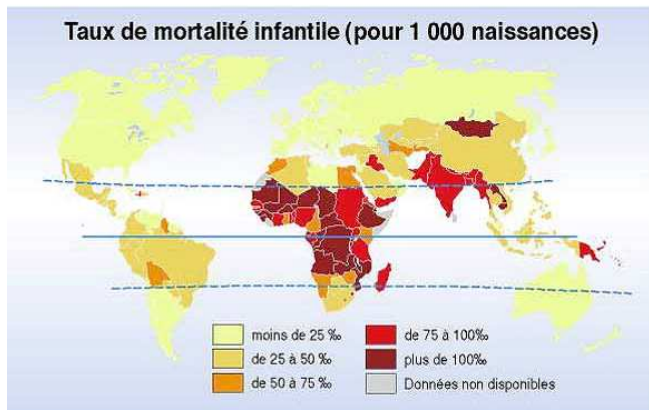 Taux de mortalité infantile (pour 1 000 naissances)
moins de 25 ‰
de 25 à 50 ‰
de 50 à 75 ‰
de 75 à 100‰
plus de 100‰
Données non disponibles